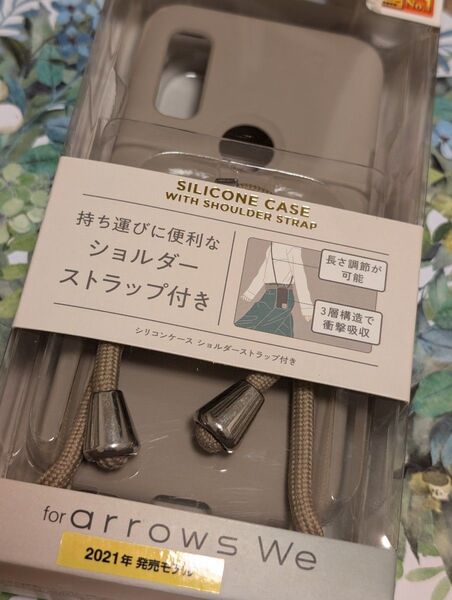 SILICONE CASE
WITH SHOULDER STRAP
持ち運びに便利な
ショルダー
ストラップ付き
長さ調節が
可能
3層構造で
衝撃吸収
シリコンケース ショルダーストラップ付き
for arrows We
2021年 発売モデル